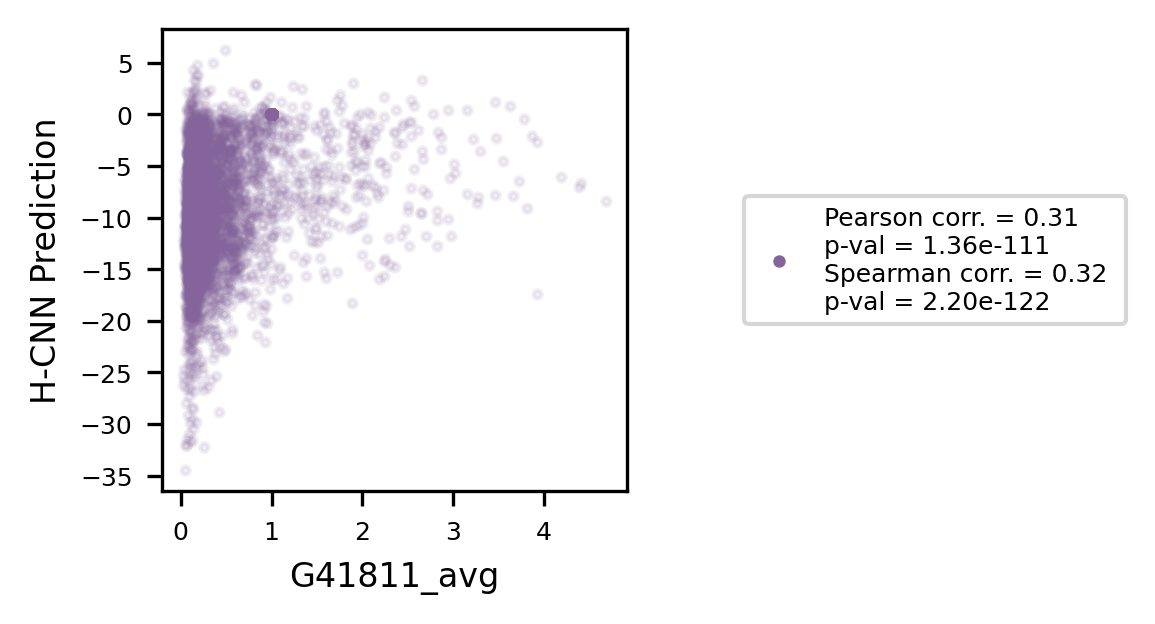 5
0
−5
−10
−15
−20
−25
−30
−35
H-CNN Prediction
0 1 2 3 4
G41811_avg
Pearson corr. = 0.31
p-val = 1.36e-111
Spearman corr. = 0.32
p-val = 2.20e-122